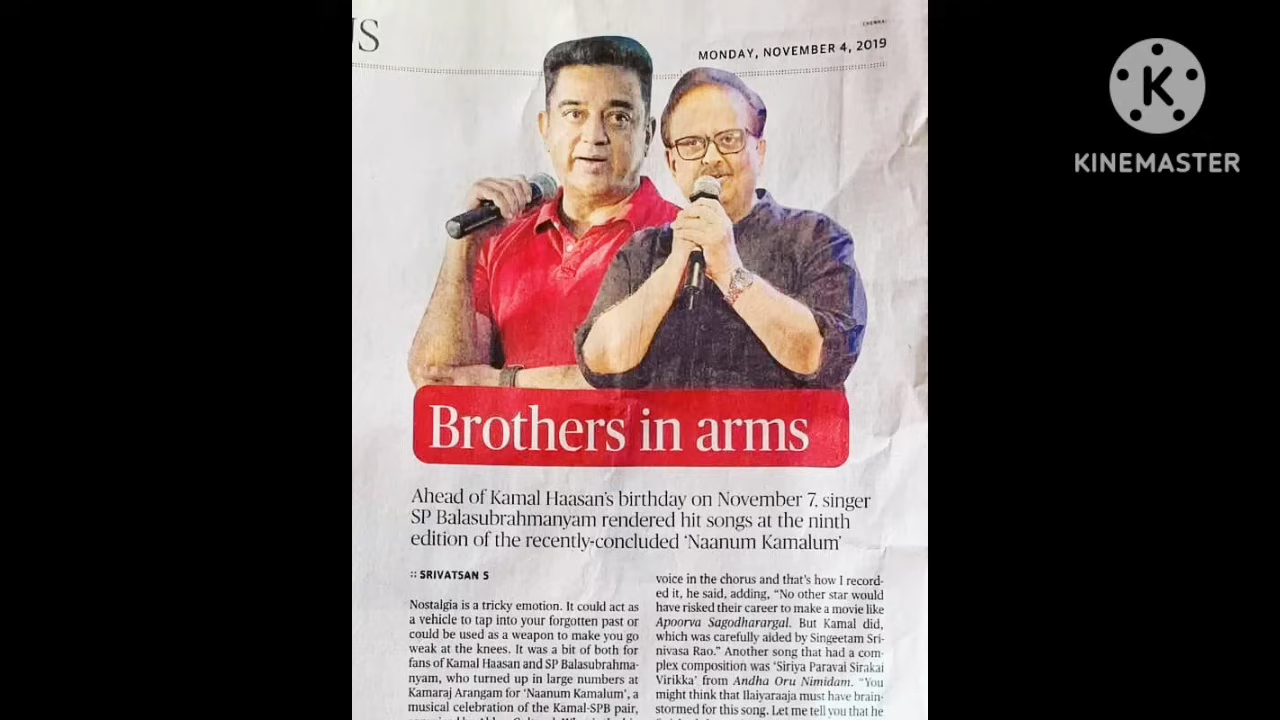 US
CHENNAI
MONDAY, NOVEMBER 4, 2019
K
KINEMASTER
Brothers in arms
Ahead of Kamal Haasan's birthday on November 7, singer
SP Balasubrahmanyam rendered hit songs at the ninth
edition of the recently-concluded ‘Naanum Kamalum’
:: SRIVATSAN S
Nostalgia is a tricky emotion. It could act as
a vehicle to tap into your forgotten past or
could be used as a weapon to make you go
weak at the knees. It was a bit of both for
fans of Kamal Haasan and SP Balasubrahma-
nyam, who turned up in large numbers at
Kamaraj Arangam for ‘Naanum Kamalum’, a
musical celebration of the Kamal-SPB pair,
voice in the chorus and that's how I record-
ed it, he said, adding, “No other star would
have risked their career to make a movie like
Apoorva Sagodharargal. But Kamal did,
which was carefully aided by Singeetam Sri-
nivasa Rao.” Another song that had a com-
plex composition was ‘Siriya Paravai Sirakai
Virikka’ from Andha Oru Nimidam. “You
might think that Ilaiyaraaja must have brain-
stormed for this song. Let me tell you that he